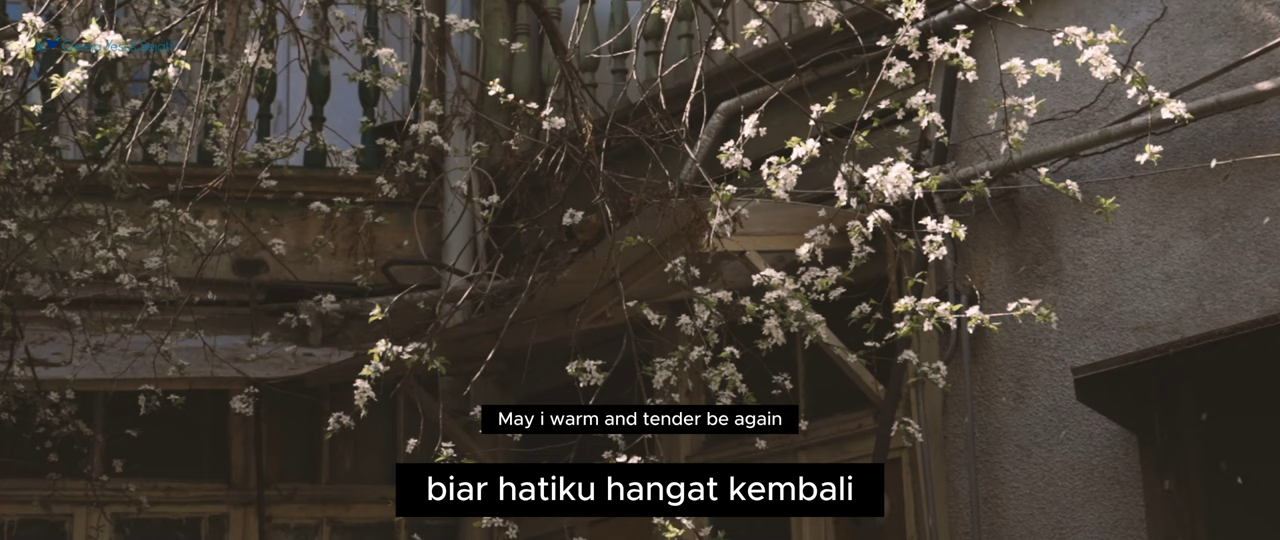 May i warm and tender be again
biar hatiku hangat kembali